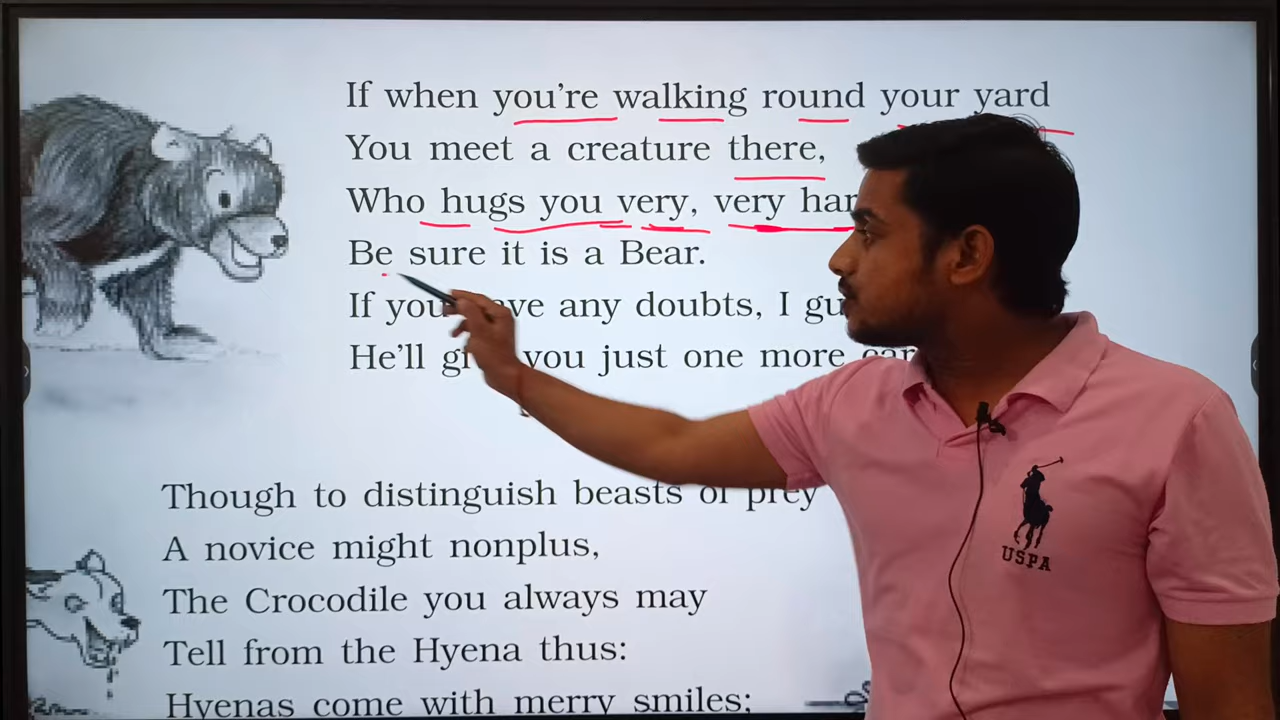 If when you're walking round your yard
You meet a creature there,
Who hugs you very, very
Be sure it is a Bear.
If you any doubts, I
He'll you just one more
Though to distinguish beasts of prey
A novice might nonplus,
The Crocodile you always may
Tell from the Hyena thus:
Hyenas come with merry smiles;
USPA